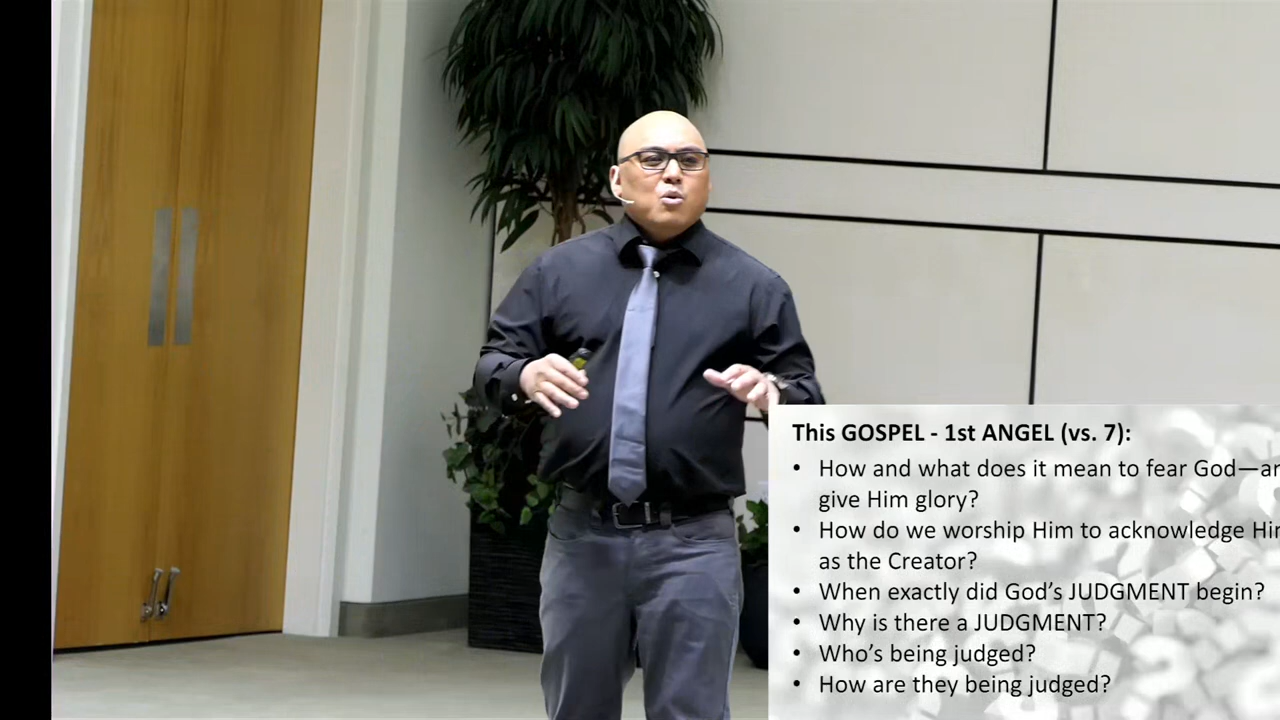 This GOSPEL - 1st ANGEL (vs. 7):
• How and what does it mean to fear God—
give Him glory?
• How do we worship Him to acknowledge
as the Creator?
• When exactly did God's JUDGMENT begin?
• Why is there a JUDGMENT?
• Who's being judged?
• How are they being judged?